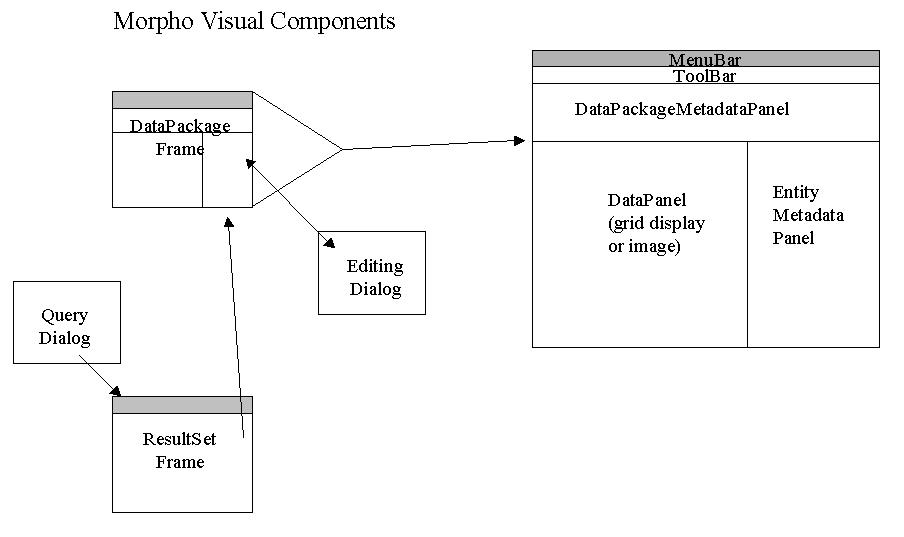 Morpho Visual Components
MenuBar
ToolBar
DataPackageMetadataPanel
DataPackage
Frame
DataPanel
(grid display
or image)
Entity
Metadata
Panel
Editing
Dialog
Query
Dialog
ResultSet
Frame